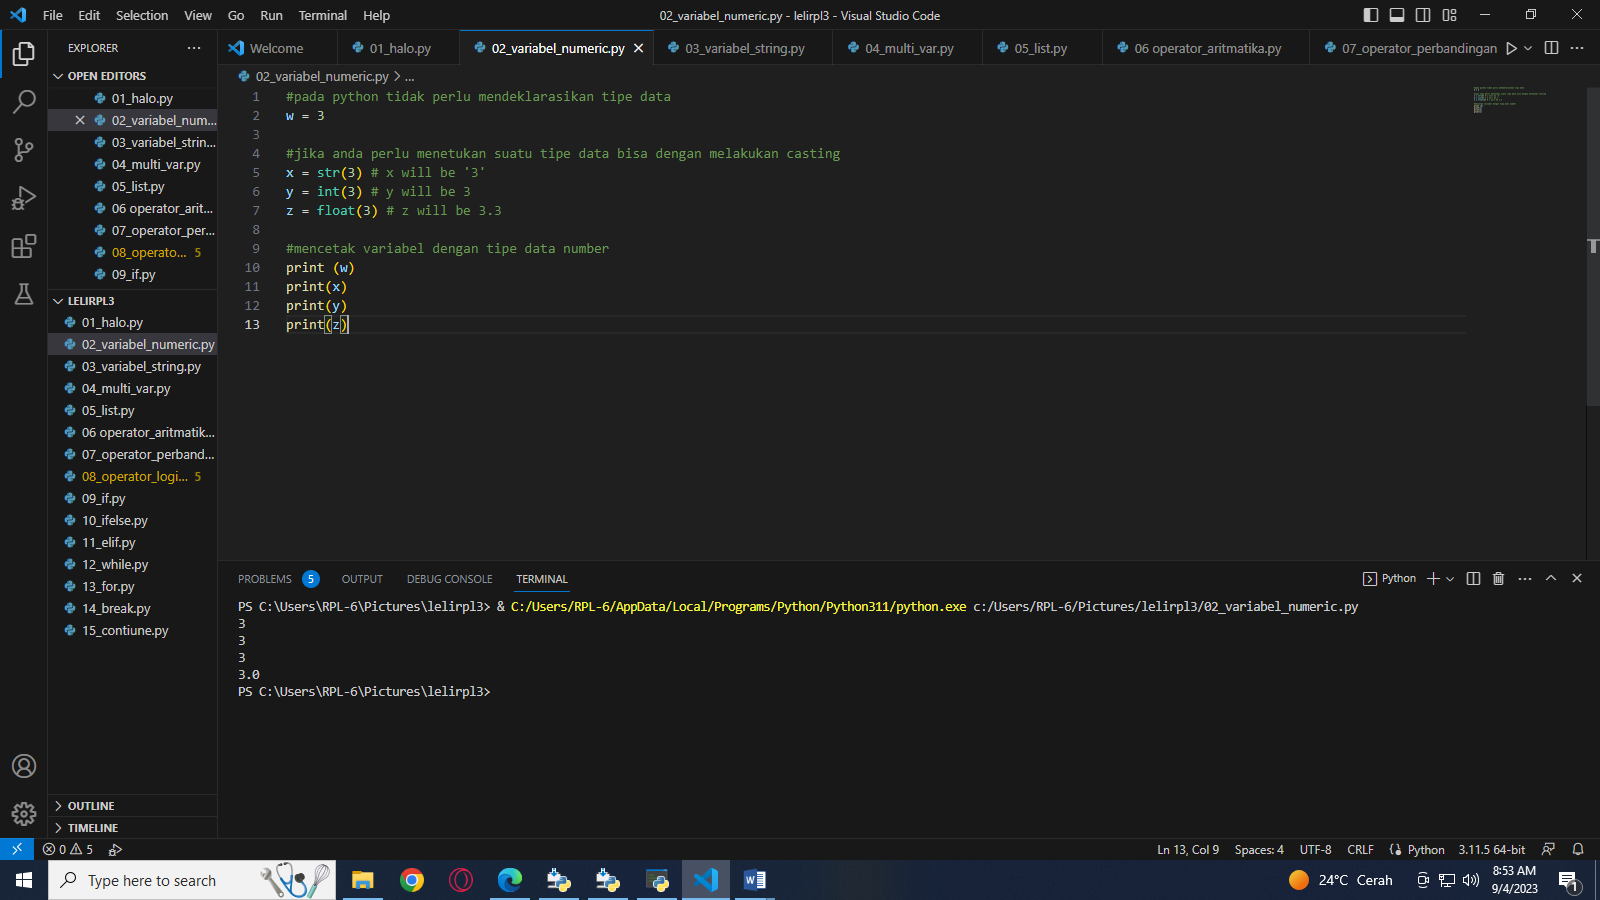 File Edit Selection View Go Run Terminal Help 02_variabel_numeric.py - lelirpl3 - Visual Studio Code
EXPLORER ...
OPEN EDITORS
01_halo.py
02_variabel_num...
03_variabel_strin...
04_multi_var.py
05_list.py
06 operator_arit...
07_operator_per...
08_operato... 5
09_if.py
LELIRPL3
01_halo.py
02_variabel_numeric.py
03_variabel_string.py
04_multi_var.py
05_list.py
06 operator_aritmatik...
07_operator_perband...
08_operator_logi... 5
09_if.py
10_ifelse.py
11_elif.py
12_while.py
13_for.py
14_break.py
15_contiune.py
OUTLINE
TIMELINE
Welcome 01_halo.py 02_variabel_numeric.py 03_variabel_string.py 04_multi_var.py 05_list.py 06 operator_aritmatika.py 07_operator_perbandingan ...
02_variabel_numeric.py > ...
1 #pada python tidak perlu mendeklarasikan tipe data
2 w = 3
3
4 #jika anda perlu menetukan suatu tipe data bisa dengan melakukan casting
5 x = str(3) # x will be '3'
6 y = int(3) # y will be 3
7 z = float(3) # z will be 3.3
8
9 #mencetak variabel dengan tipe data number
10 print (w)
11 print(x)
12 print(y)
13 print(z)
PROBLEMS 5 OUTPUT DEBUG CONSOLE TERMINAL Python ...
PS C:\Users\RPL-6\Pictures\lelirpl3> & C:/Users/RPL-6/AppData/Local/Programs/Python/Python311/python.exe c:/Users/RPL-6/Pictures/lelirpl3/02_variabel_numeric.py
3
3
3
3.0
PS C:\Users\RPL-6\Pictures\lelirpl3>
0 5 Ln 13, Col 9 Spaces: 4 UTF-8 CRLF Python 3.11.5 64-bit
Type here to search 24°C Cerah 8:53 AM
9/4/2023 1